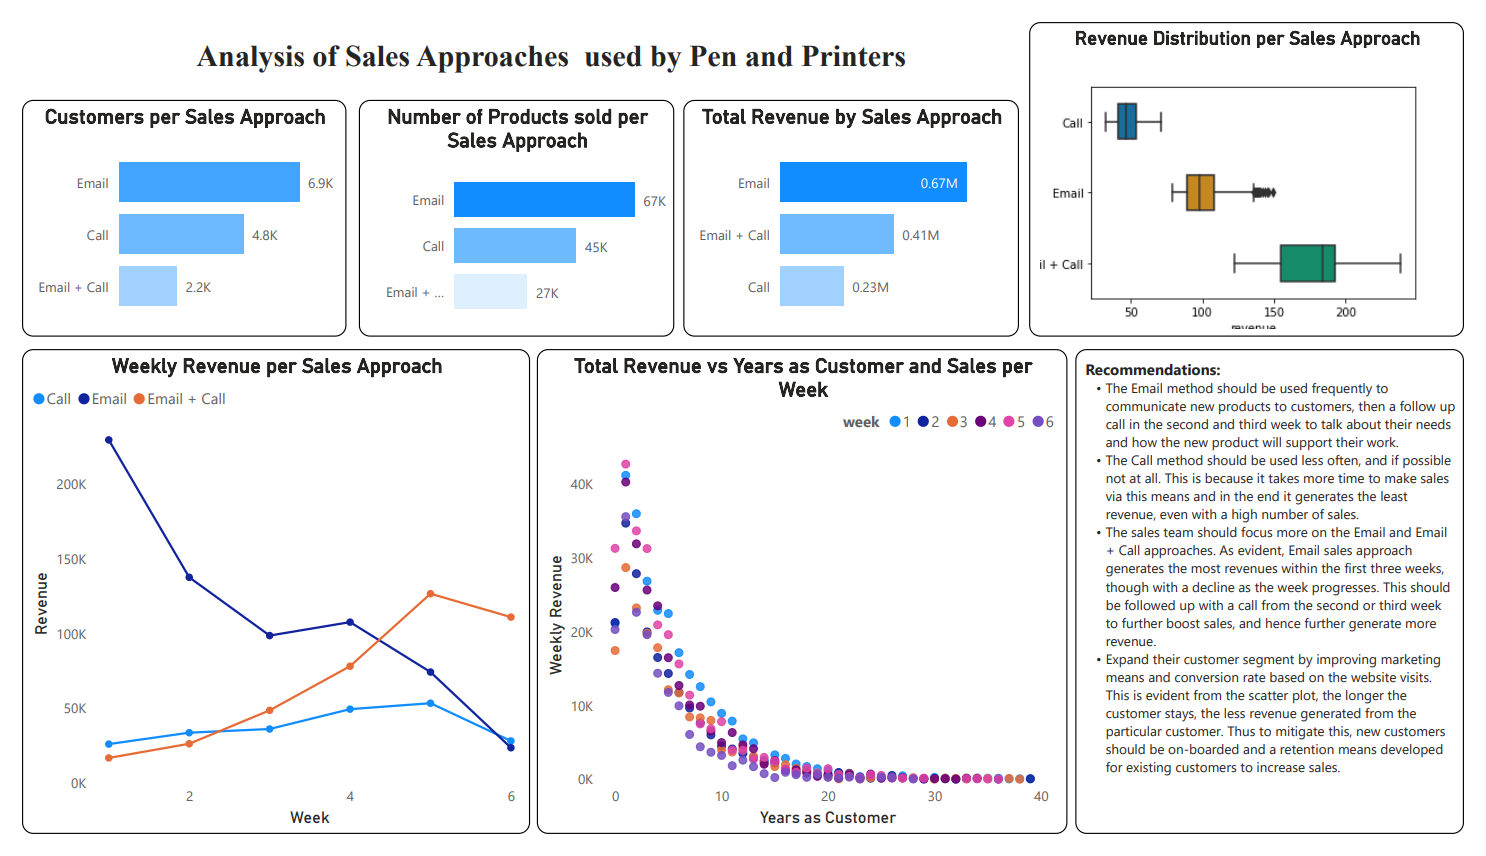 Analysis of Sales Approaches used by Pen and Printers
Customers per Sales Approach
Email
6.9K
Call
4.8K
Email + Call
2.2K
Number of Products sold per
Sales Approach
Email
67K
Call
45K
Email + ...
27K
Total Revenue by Sales Approach
Email
0.67M
Email + Call
0.41M
Call
0.23M
Revenue Distribution per Sales Approach
Call
Email
il + Call
50 100 150 200
revenue
Weekly Revenue per Sales Approach
Call Email Email + Call
Revenue
200K
150K
100K
50K
0K
2 4 6
Week
Total Revenue vs Years as Customer and Sales per
Week
week 1 2 3 4 5 6
Weekly Revenue
40K
30K
20K
10K
0K
0 10 20 30 40
Years as Customer
Recommendations:
• The Email method should be used frequently to
communicate new products to customers, then a follow up
call in the second and third week to talk about their needs
and how the new product will support their work.
• The Call method should be used less often, and if possible
not at all. This is because it takes more time to make sales
via this means and in the end it generates the least
revenue, even with a high number of sales.
• The sales team should focus more on the Email and Email
+ Call approaches. As evident, Email sales approach
generates the most revenues within the first three weeks,
though with a decline as the week progresses. This should
be followed up with a call from the second or third week
to further boost sales, and hence further generate more
revenue.
• Expand their customer segment by improving marketing
means and conversion rate based on the website visits.
This is evident from the scatter plot, the longer the
customer stays, the less revenue generated from the
particular customer. Thus to mitigate this, new customers
should be on-boarded and a retention means developed
for existing customers to increase sales.